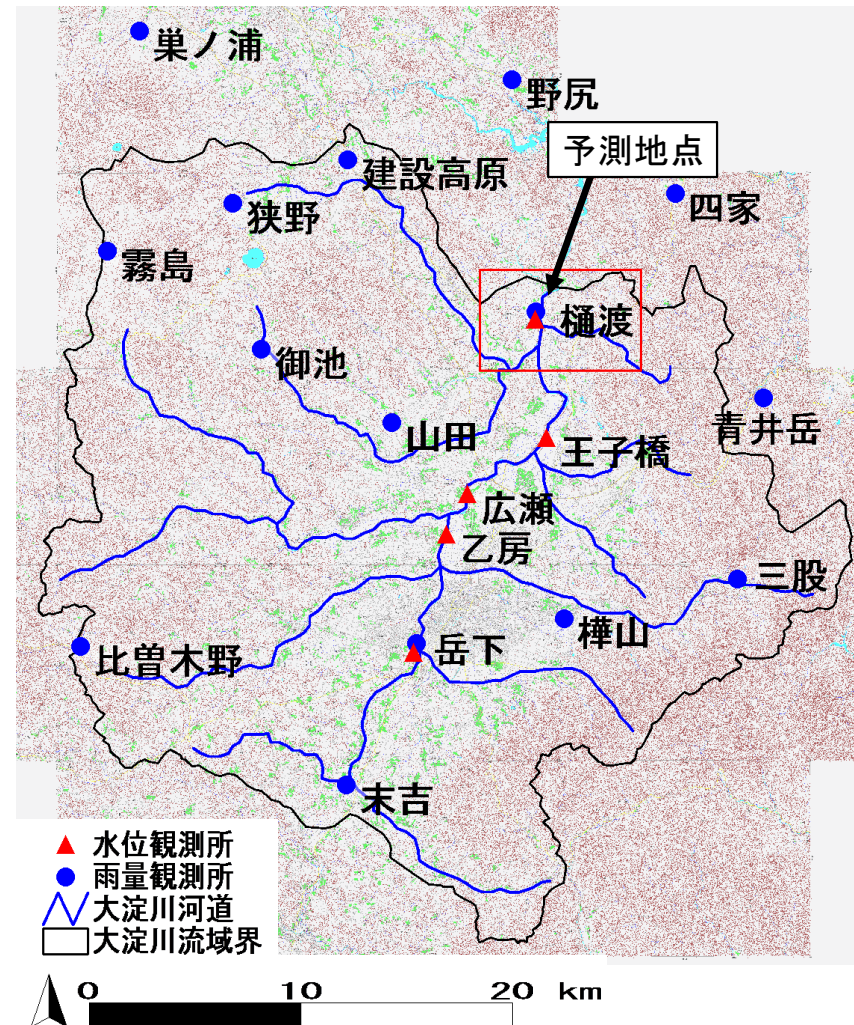 巣ノ浦
野尻
予測地点
建設高原
四家
狭野
霧島
樋渡
御池
青井岳
山田
王子橋
広瀬
乙房
三股
樺山
岳下
比曽木野
末吉
水位観測所
雨量観測所
大淀川河道
大淀川流域界
0 10 20 km